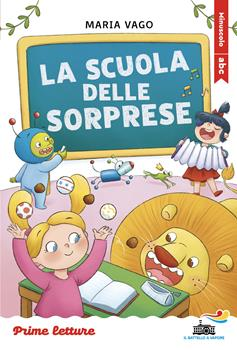 MARIA VAGO
Minuscolo
abc
LA SCUOLA
DELLE
SORPRESE
Prime letture
IL BATTELLO A VAPORE